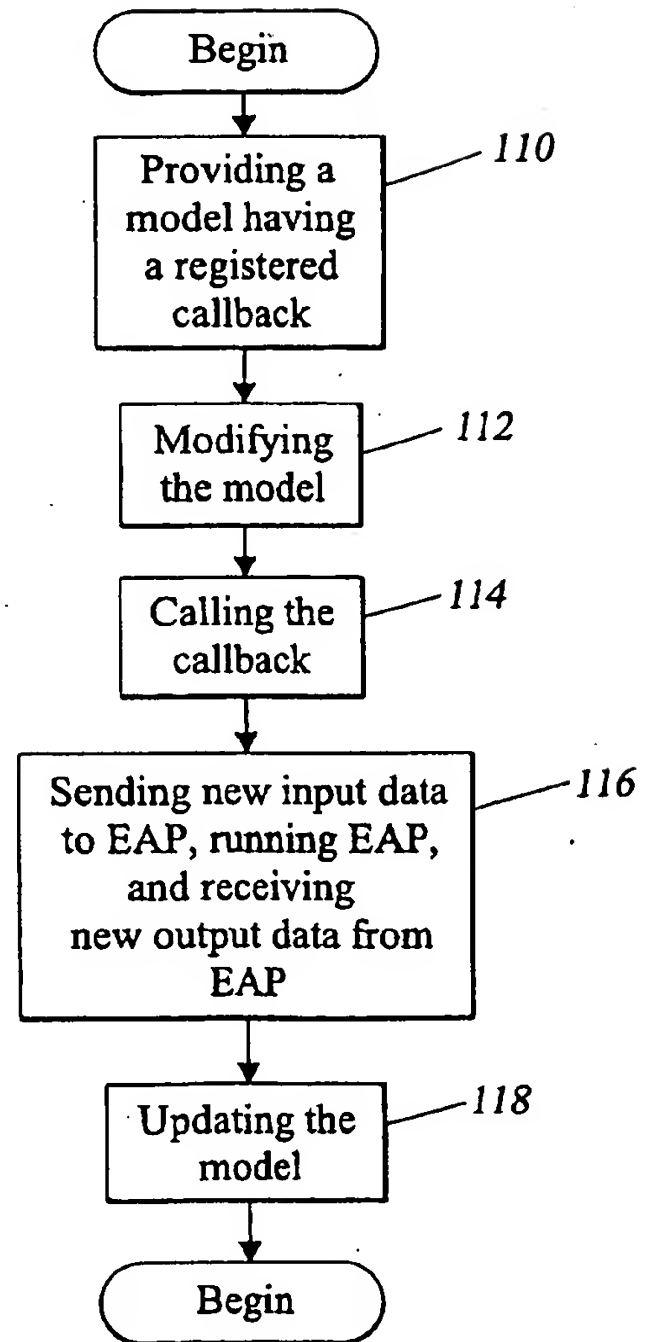 Begin
110
Providing a
model having
a registered
callback
112
Modifying
the model
114
Calling the
callback
116
Sending new input data
to EAP, running EAP,
and receiving
new output data from
EAP
118
Updating the
model
Begin